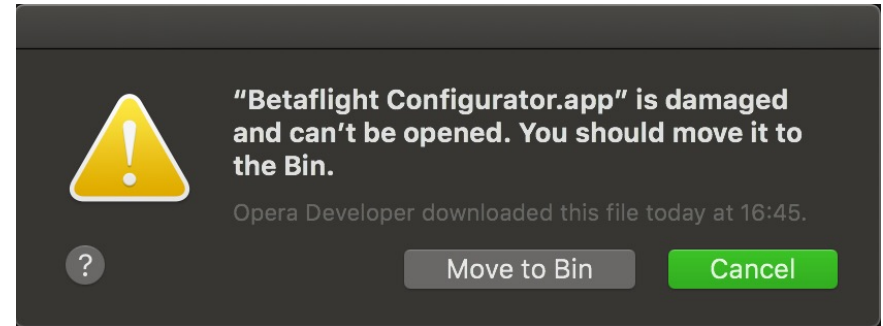 “Betaflight Configurator.app” is damaged
and can’t be opened. You should move it to
the Bin.
Opera Developer downloaded this file today at 16:45.
?
Move to Bin
Cancel